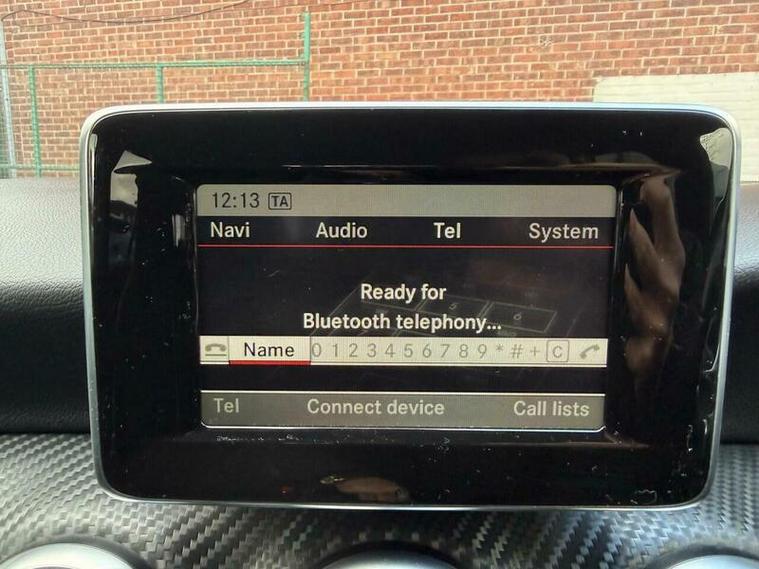 12:13 TA
Navi Audio Tel System
Ready for
Bluetooth telephony...
Name 0 1 2 3 4 5 6 7 8 9 * # + C
Tel Connect device Call lists